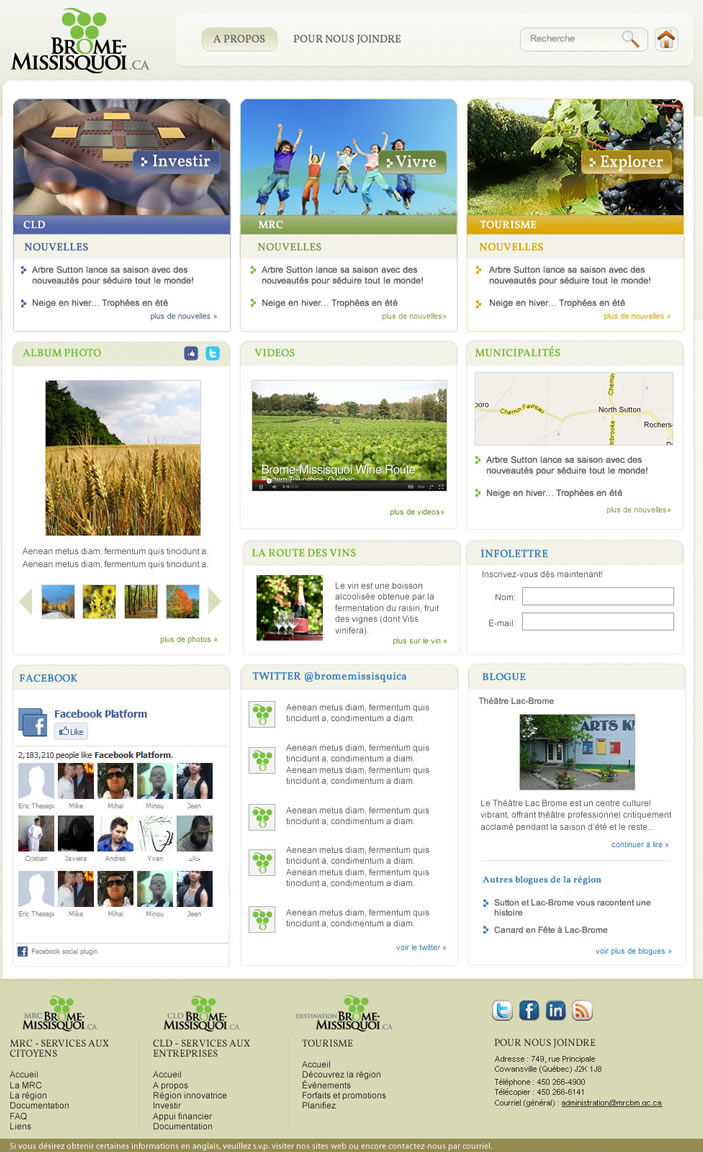 BROME-
MISSISQUOI.CA
A PROPOS
POUR NOUS JOINDRE
Recherche
Investir
CLD
NOUVELLES
Arbre Sutton lance sa saison avec des
nouveautés pour séduire tout le monde!
Neige en hiver... Trophées en été
plus de nouvelles »
Vivre
MRC
NOUVELLES
Arbre Sutton lance sa saison avec des
nouveautés pour séduire tout le monde!
Neige en hiver... Trophées en été
plus de nouvelles»
Explorer
TOURISME
NOUVELLES
Arbre Sutton lance sa saison avec des
nouveautés pour séduire tout le monde!
Neige en hiver... Trophées en été
plus de nouvelles »
ALBUM PHOTO
Aenean metus diam, fermentum quis tincidunt a.
Aenean metus diam, fermentum quis tincidunt a.
plus de photos »
VIDEOS
Brome-Missisquoi Wine Route
Eastern Townships, Québec
plus de videos»
MUNICIPALITÉS
boro
Chemin Favreau
Chemin
North Sutton
Rochers
Arbre Sutton lance sa saison avec des
nouveautés pour séduire tout le monde!
Neige en hiver... Trophées en été
plus de nouvelles»
LA ROUTE DES VINS
Le vin est une boisson
alcoolisée obtenue par la
fermentation du raisin, fruit
des vignes (dont Vitis
vinifera).
plus sur le vin »
INFOLETTRE
Inscrivez-vous dès maintenant!
Nom:
E-mail:
FACEBOOK
Facebook Platform
Like
2,183,210 people like Facebook Platform.
Eric Thesepa
Mike
Mihai
Minou
Jeen
Cristian
Javiera
Andres
Yvan
خالد
Eric Thesepa
Mike
Mihai
Minou
Jeen
Facebook social plugin
TWITTER @bromemissisquica
Aenean metus diam, fermentum quis
tincidunt a, condimentum a diam.
Aenean metus diam, fermentum quis
tincidunt a, condimentum a diam.
Aenean metus diam, fermentum quis
tincidunt a, condimentum a diam.
Aenean metus diam, fermentum quis
tincidunt a, condimentum a diam.
Aenean metus diam, fermentum quis
tincidunt a, condimentum a diam.
Aenean metus diam, fermentum quis
tincidunt a, condimentum a diam.
Aenean metus diam, fermentum quis
tincidunt a, condimentum a diam.
voir le twitter »
BLOGUE
Théâtre Lac-Brome
ARTS K
Le Théâtre Lac Brome est un centre culturel
vibrant, offrant théâtre professionnel critiquement
acclamé pendant la saison d'été et le reste...
continuer à lire »
Autres blogues de la région
Sutton et Lac-Brome vous racontent une
histoire
Canard en Fête à Lac-Brome
voir plus de blogues »
MRC BROME-
MISSISQUOI.CA
MRC - SERVICES AUX
CITOYENS
Accueil
La MRC
La région
Documentation
FAQ
Liens
CLD BROME-
MISSISQUOI.CA
CLD - SERVICES AUX
ENTREPRISES
Accueil
A propos
Région innovatrice
Investir
Appui financier
Documentation
DESTINATION BROME-
MISSISQUOI.CA
TOURISME
Accueil
Découvrez la région
Événements
Forfaits et promotions
Planifiez
POUR NOUS JOINDRE
Adresse : 749, rue Principale
Cowansville (Québec) J2K 1J8
Téléphone : 450 266-4900
Télécopier : 450 266-6141
Courriel (général) : administration@mrcbm.qc.ca
Si vous désirez obtenir certaines informations en anglais, veuillez s.v.p. visiter nos sites web ou encore contactez-nous par courriel.